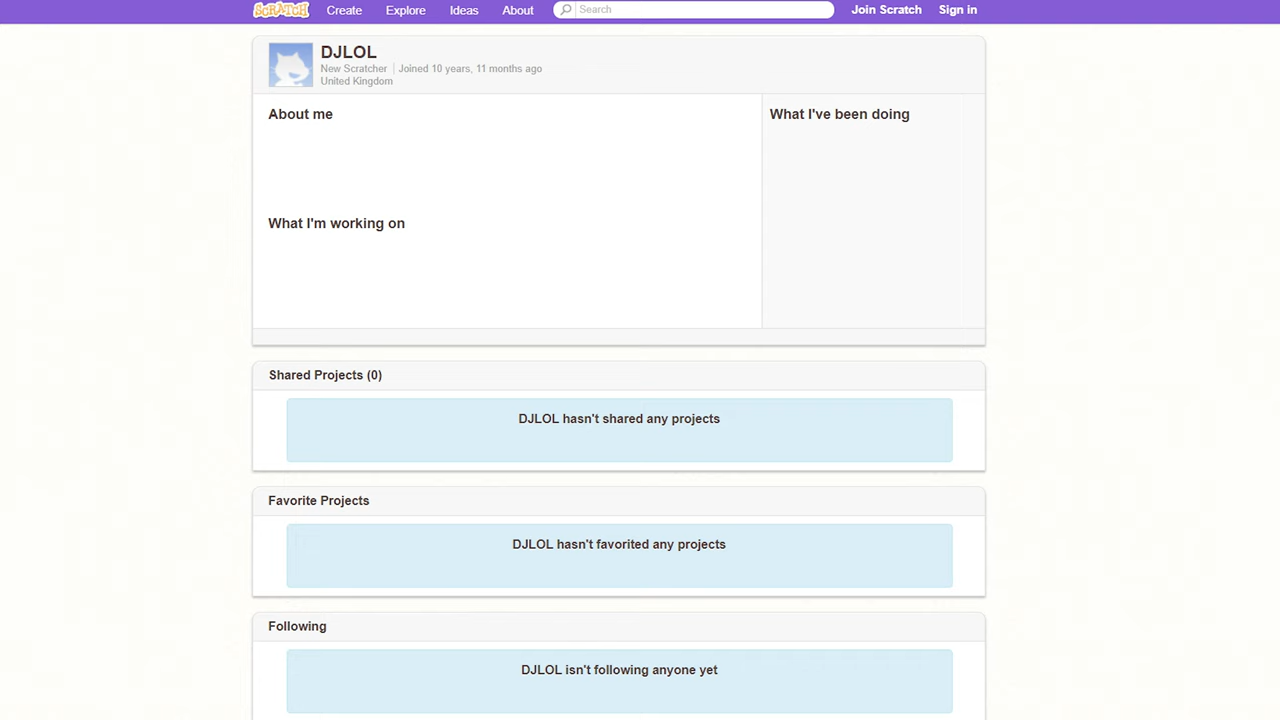 SCRATCH Create Explore Ideas About Search Join Scratch Sign in
DJLOL
New Scratcher | Joined 10 years, 11 months ago
United Kingdom
About me
What I've been doing
What I'm working on
Shared Projects (0)
DJLOL hasn't shared any projects
Favorite Projects
DJLOL hasn't favorited any projects
Following
DJLOL isn't following anyone yet